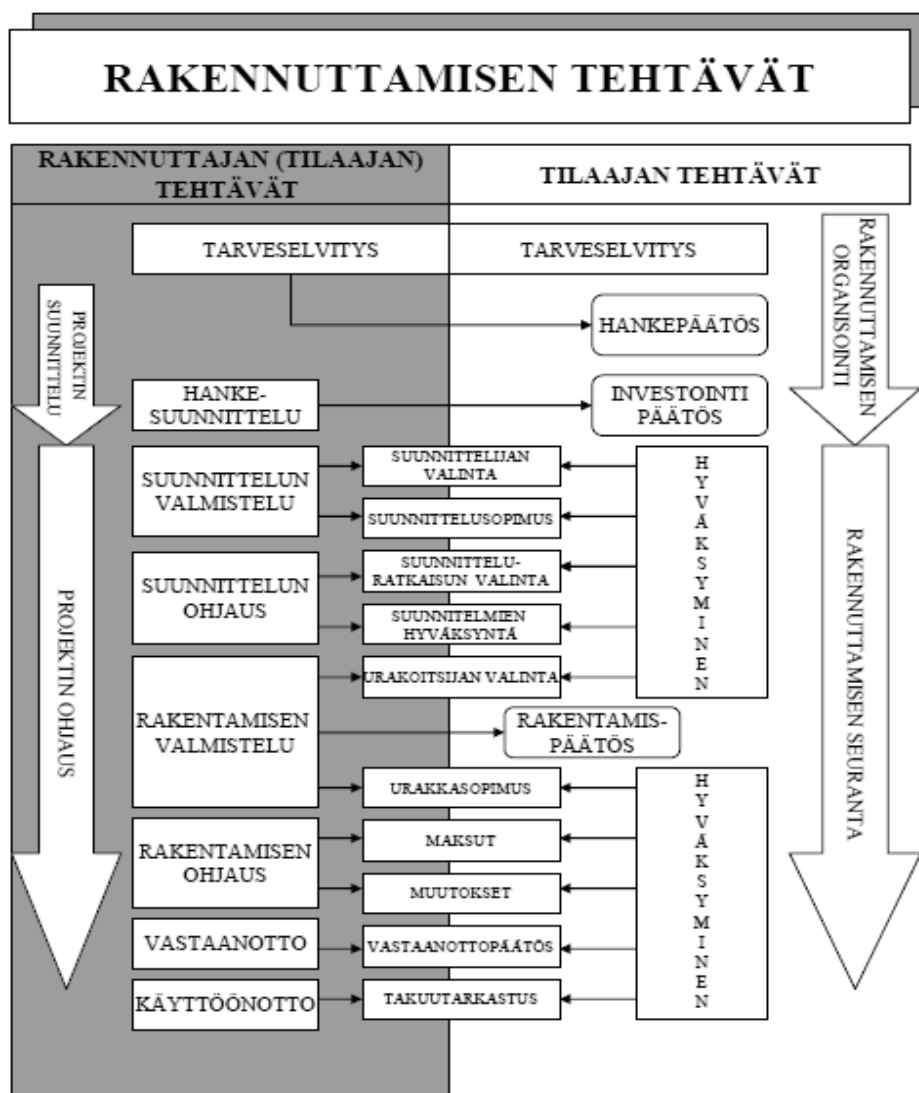 RAKENNUTTAMISEN TEHTÄVÄT
RAKENNUTTAJAN (TILAAJAN)
TEHTÄVÄT
TILAAJAN TEHTÄVÄT
TARVESELVITYS
TARVESELVITYS
RAKENNUTTAMISEN
ORGANISOINTI
PROJEKTIN
SUUNNITTELU
HANKEPÄÄTÖS
HANKE-
SUUNNITTELU
INVESTOINTI
PÄÄTÖS
SUUNNITTELUN
VALMISTELU
SUUNNITTELIJAN
VALINTA
SUUNNITTELUSOPIMUS
HYVÄKSYMINEN
SUUNNITTELUN
OHJAUS
SUUNNITTELU-
RATKAISUN VALINTA
SUUNNITELMIEN
HYVÄKSYNTÄ
PROJEKTIN OHJAUS
RAKENNUTTAMISEN SEURANTA
RAKENTAMISEN
VALMISTELU
URAKOITSIJAN VALINTA
RAKENTAMIS-
PÄÄTÖS
URAKKASOPIMUS
HYVÄKSYMINEN
RAKENTAMISEN
OHJAUS
MAKSUT
MUUTOKSET
VASTAANOTTO
VASTAANOTTOPÄÄTÖS
KÄYTTÖÖNOTTO
TAKUUTARKASTUS